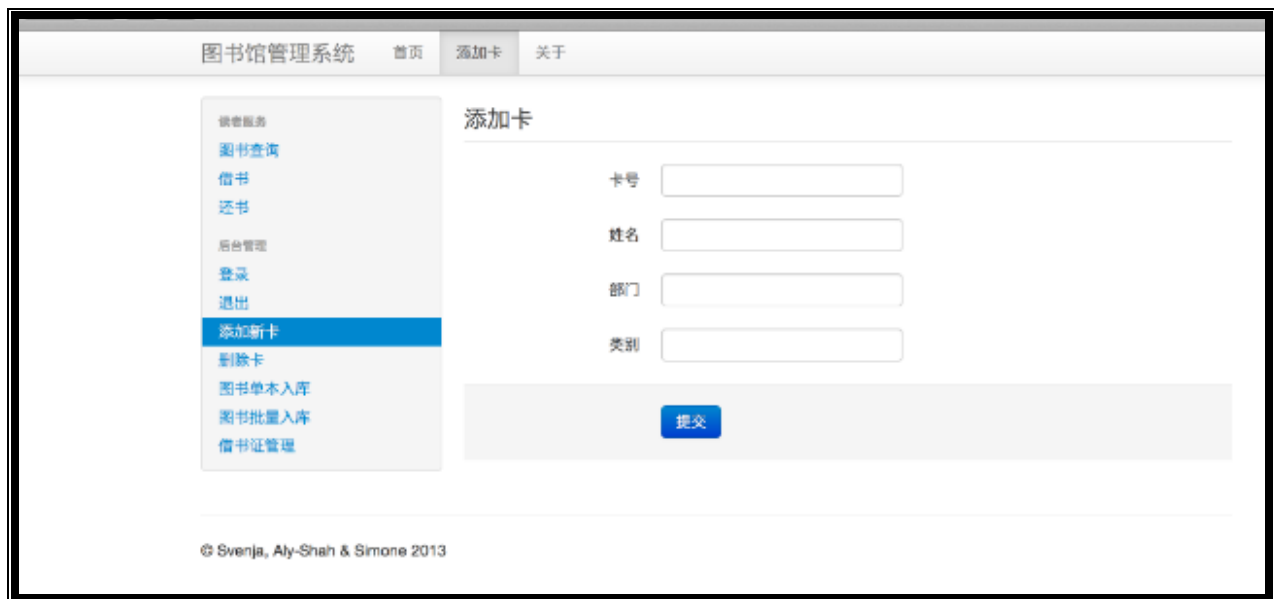 图书馆管理系统 首页 添加卡 关于
读者服务
图书查询
借书
还书
后台管理
登录
退出
添加新卡
删除卡
图书单本入库
图书批量入库
借书证管理
添加卡
卡号
姓名
部门
类别
提交
© Svenja, Aly-Shah & Simone 2013